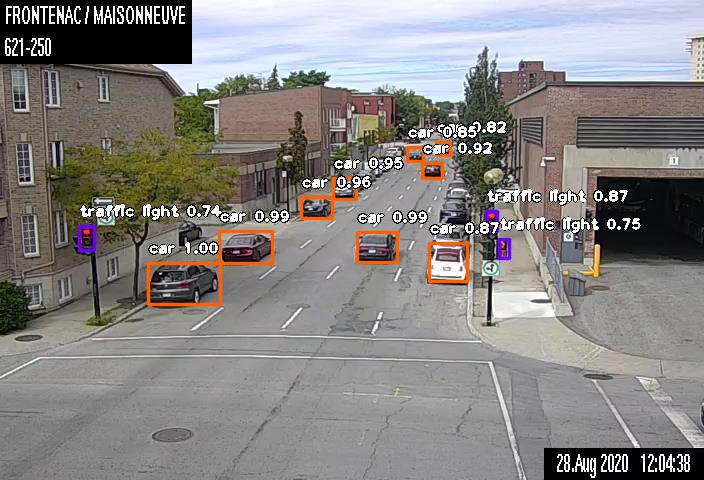 FRONTENAC / MAISONNEUVE
621-250
car 0.82
car 0.85
car 0.92
car 0.95
car 0.96
traffic light 0.87
traffic light 0.74
car 0.99
car 0.99
car 0.87
traffic light 0.75
car 1.00
1
28.Aug 2020 12:04:38